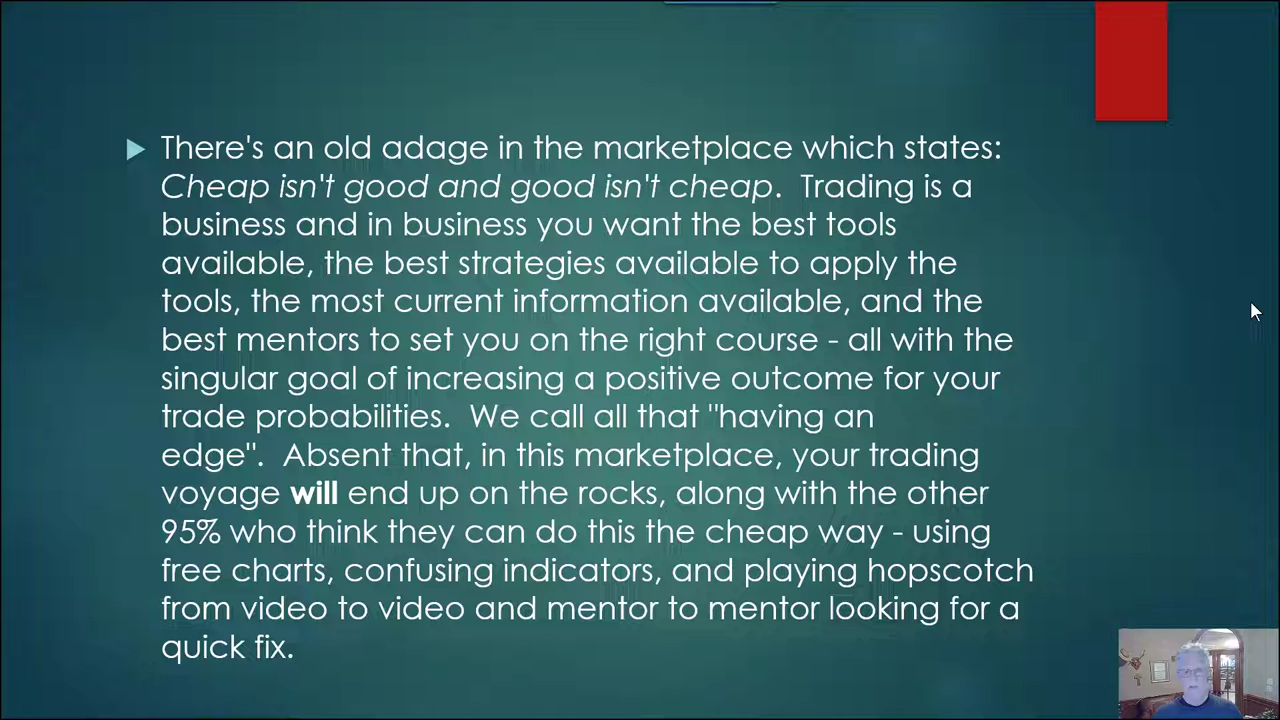 There's an old adage in the marketplace which states:
Cheap isn't good and good isn't cheap.  Trading is a
business and in business you want the best tools
available, the best strategies available to apply the
tools, the most current information available, and the
best mentors to set you on the right course - all with the
singular goal of increasing a positive outcome for your
trade probabilities.  We call all that "having an
edge".  Absent that, in this marketplace, your trading
voyage will end up on the rocks, along with the other
95% who think they can do this the cheap way - using
free charts, confusing indicators, and playing hopscotch
from video to video and mentor to mentor looking for a
quick fix.